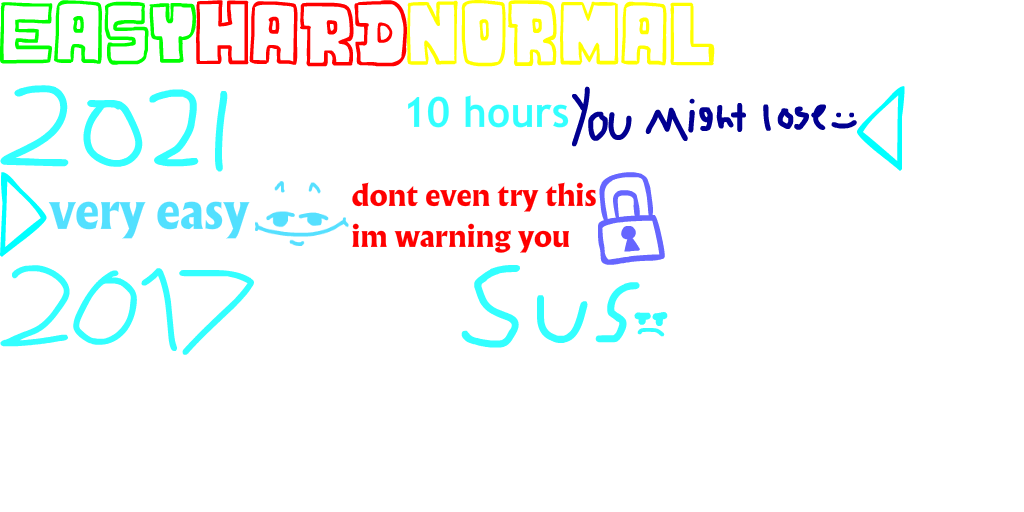 EASYHARDNORMAL
2021 10 hours You Might lose
very easy dont even try this
im warning you
2017 SUS